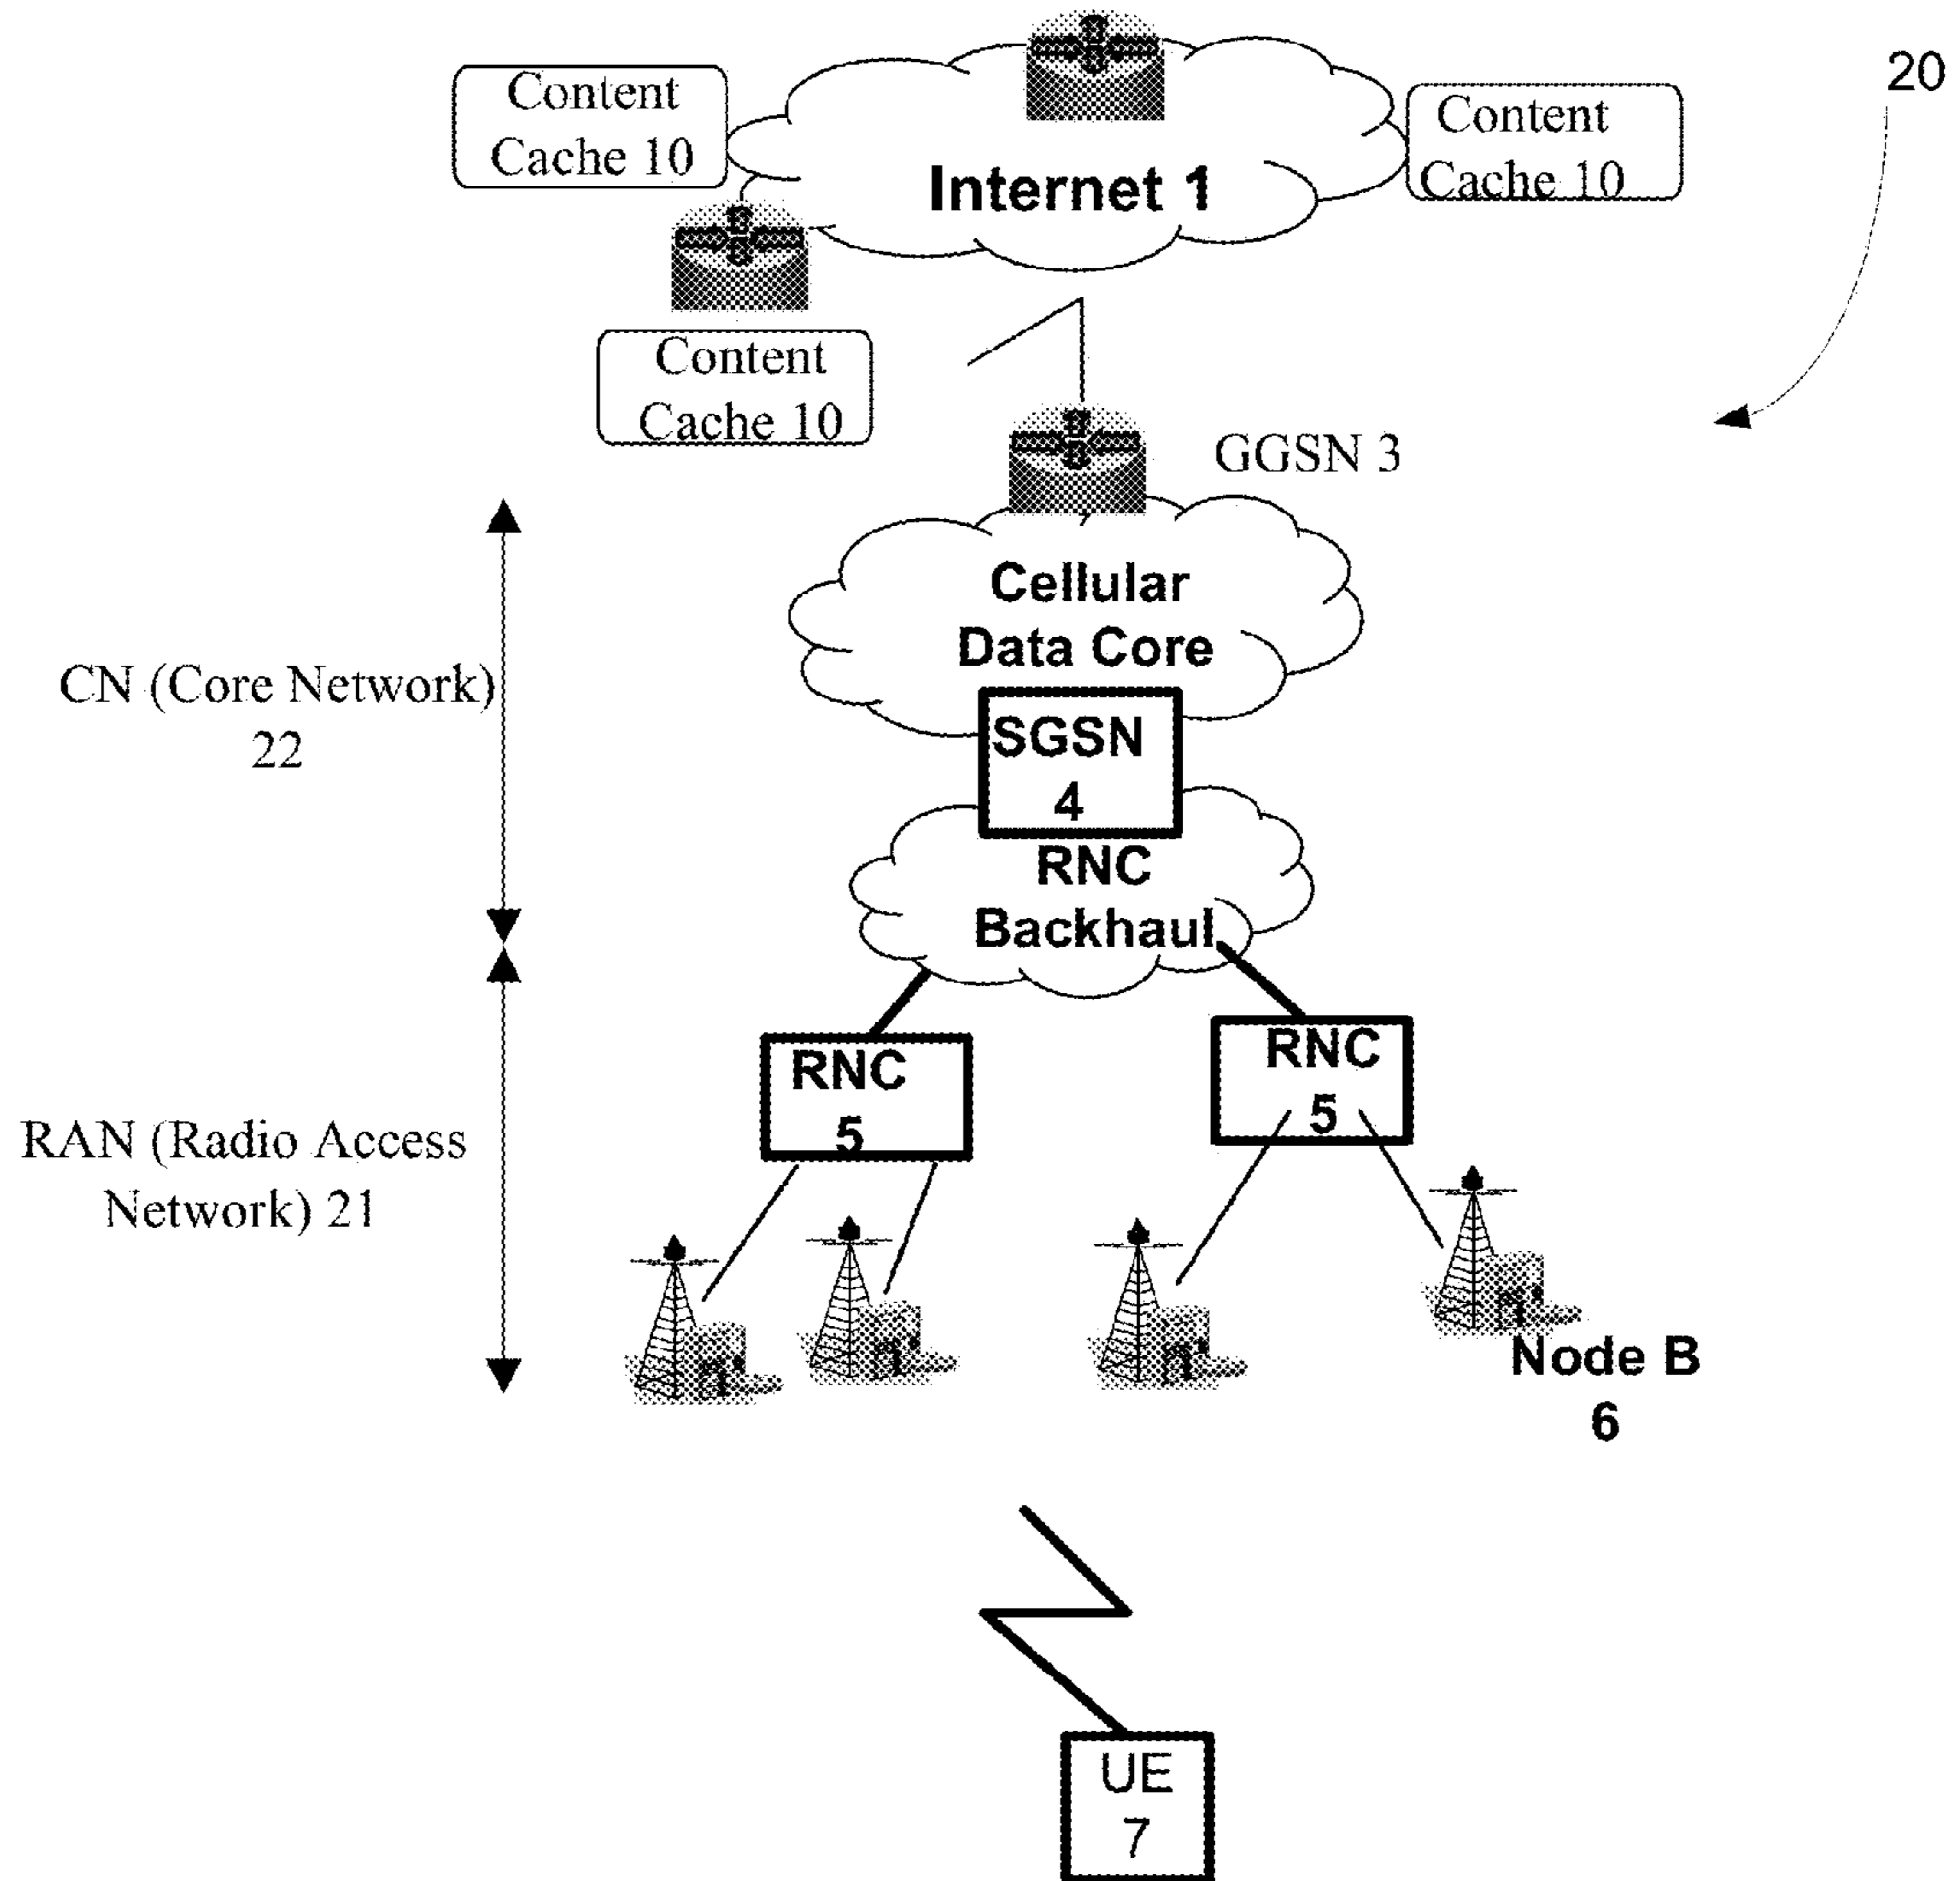 20
Content
Cache 10
Content
Cache 10
Internet 1
Content
Cache 10
GGSN 3
Cellular
Data Core
CN (Core Network)
22
SGSN
4
RNC
Backhaul
RNC
5
RNC
5
RAN (Radio Access
Network) 21
Node B
6
UE
7